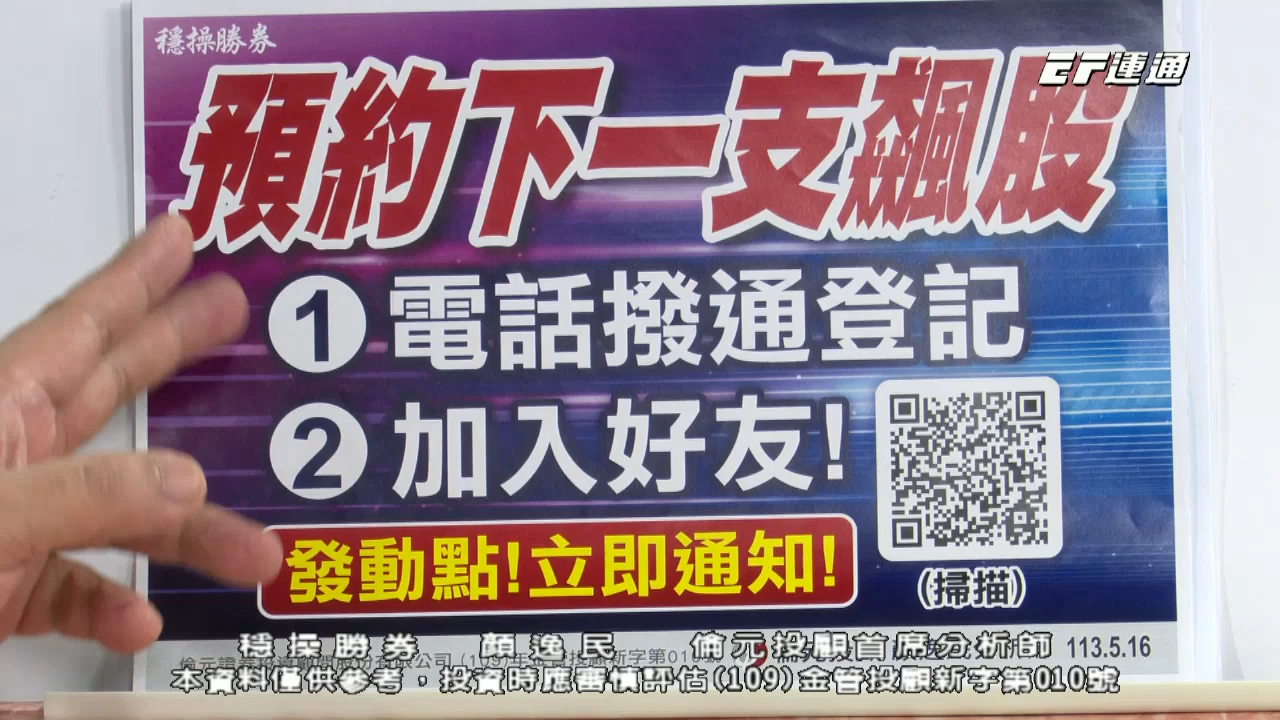 穩操勝券
EF運通
預約下一支飆股
1 電話撥通登記
2 加入好友!
(掃描)
發動點!立即通知!
穩操勝券 顏逸民 倫元投顧首席分析師
113.5.16
本資料僅供參考，投資時應審慎評估(109)金管投顧新字第010號